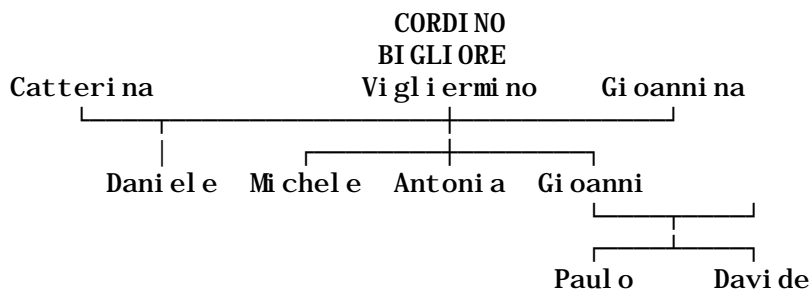 CORDINO
BIGLIORE
Catterina Vigliermino Gioannina
Daniele Michele Antonia Gioanni
Paulo Davide